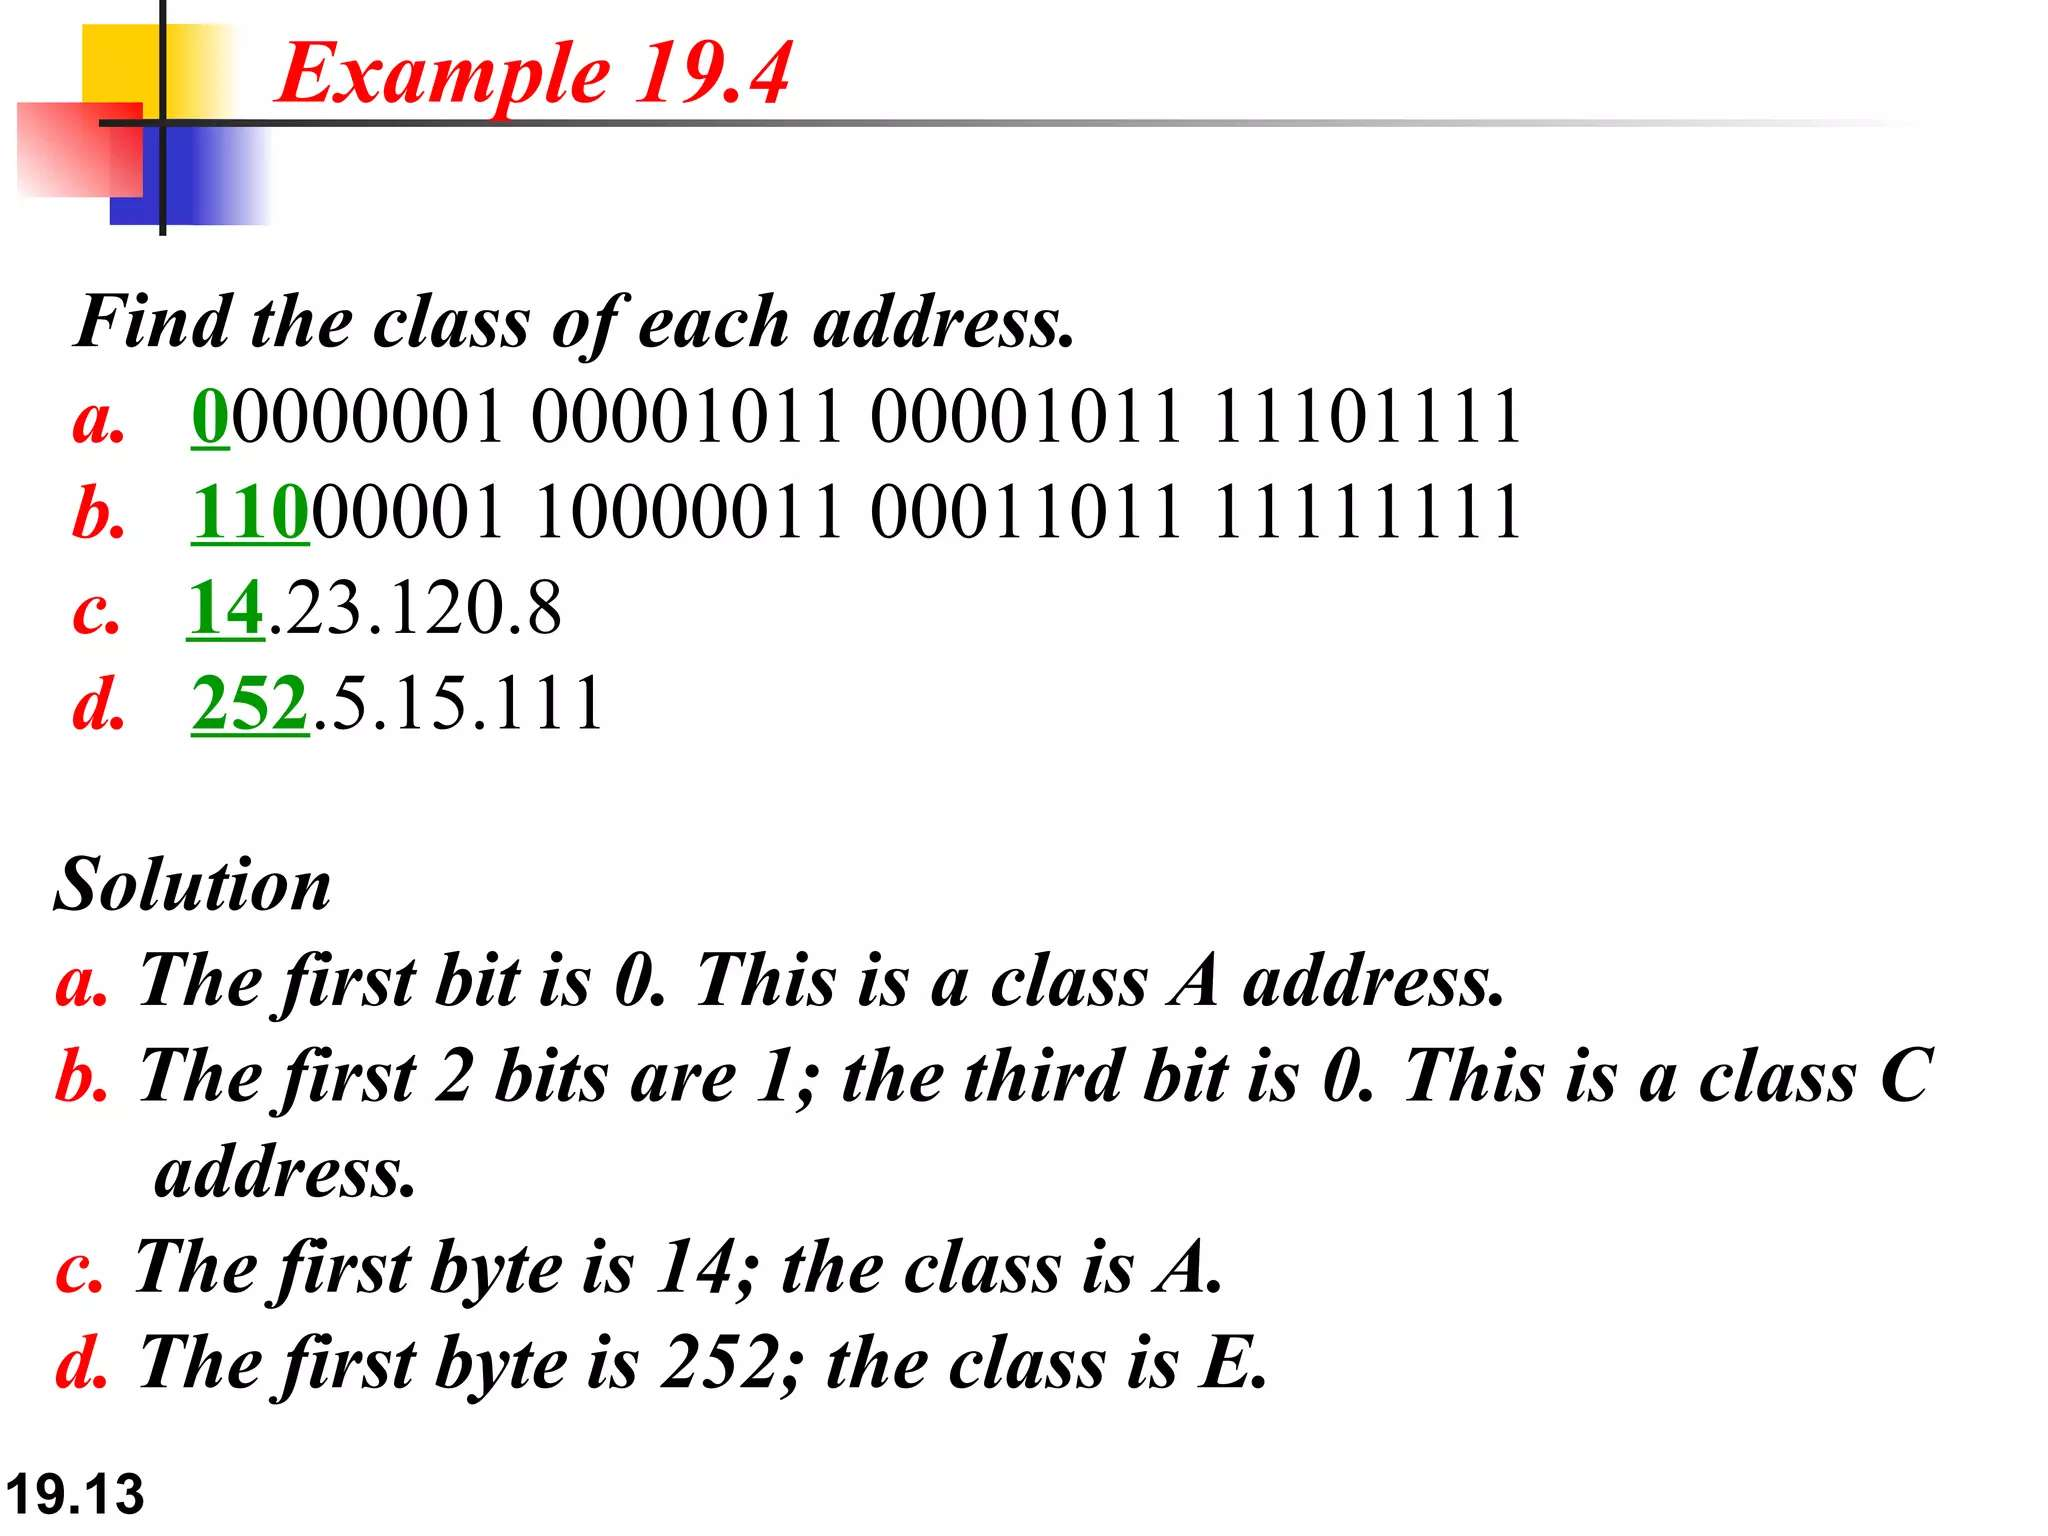 Example 19.4
Find the class of each address.
a. 00000001 00001011 00001011 11101111
b. 11000001 10000011 00011011 11111111
c. 14.23.120.8
d. 252.5.15.111
Solution
a. The first bit is 0. This is a class A address.
b. The first 2 bits are 1; the third bit is 0. This is a class C
address.
c. The first byte is 14; the class is A.
d. The first byte is 252; the class is E.
19.13